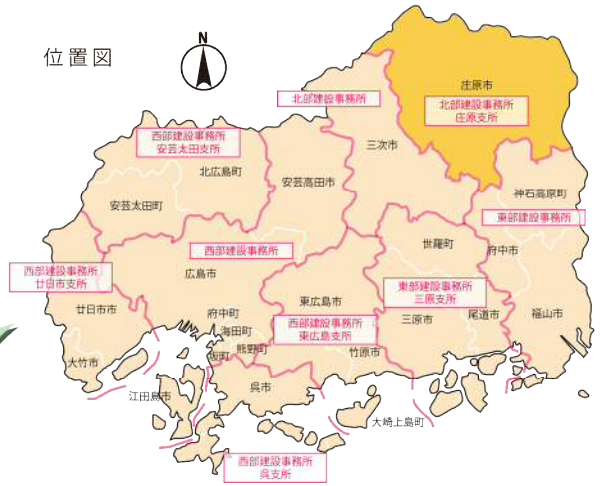 位置図
N
庄原市
北部建設事務所
庄原支所
北部建設事務所
西部建設事務所
安芸太田支所
三次市
北広島町
安芸高田市
神石高原町
安芸太田町
東部建設事務所
世羅町
府中市
西部建設事務所
広島市
西部建設事務所
廿日市支所
東部建設事務所
三原支所
東広島市
廿日市市
府中町
海田町
西部建設事務所
東広島支所
三原市
尾道市
福山市
坂町
熊野町
竹原市
大竹市
江田島市
呉市
大崎上島町
西部建設事務所
呉支所